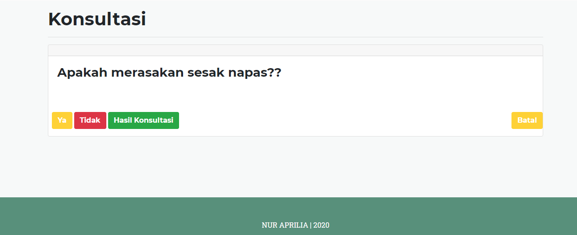 Konsultasi
Apakah merasakan sesak napas??
Ya Tidak Hasil Konsultasi Batal
NUR APRILIA | 2020